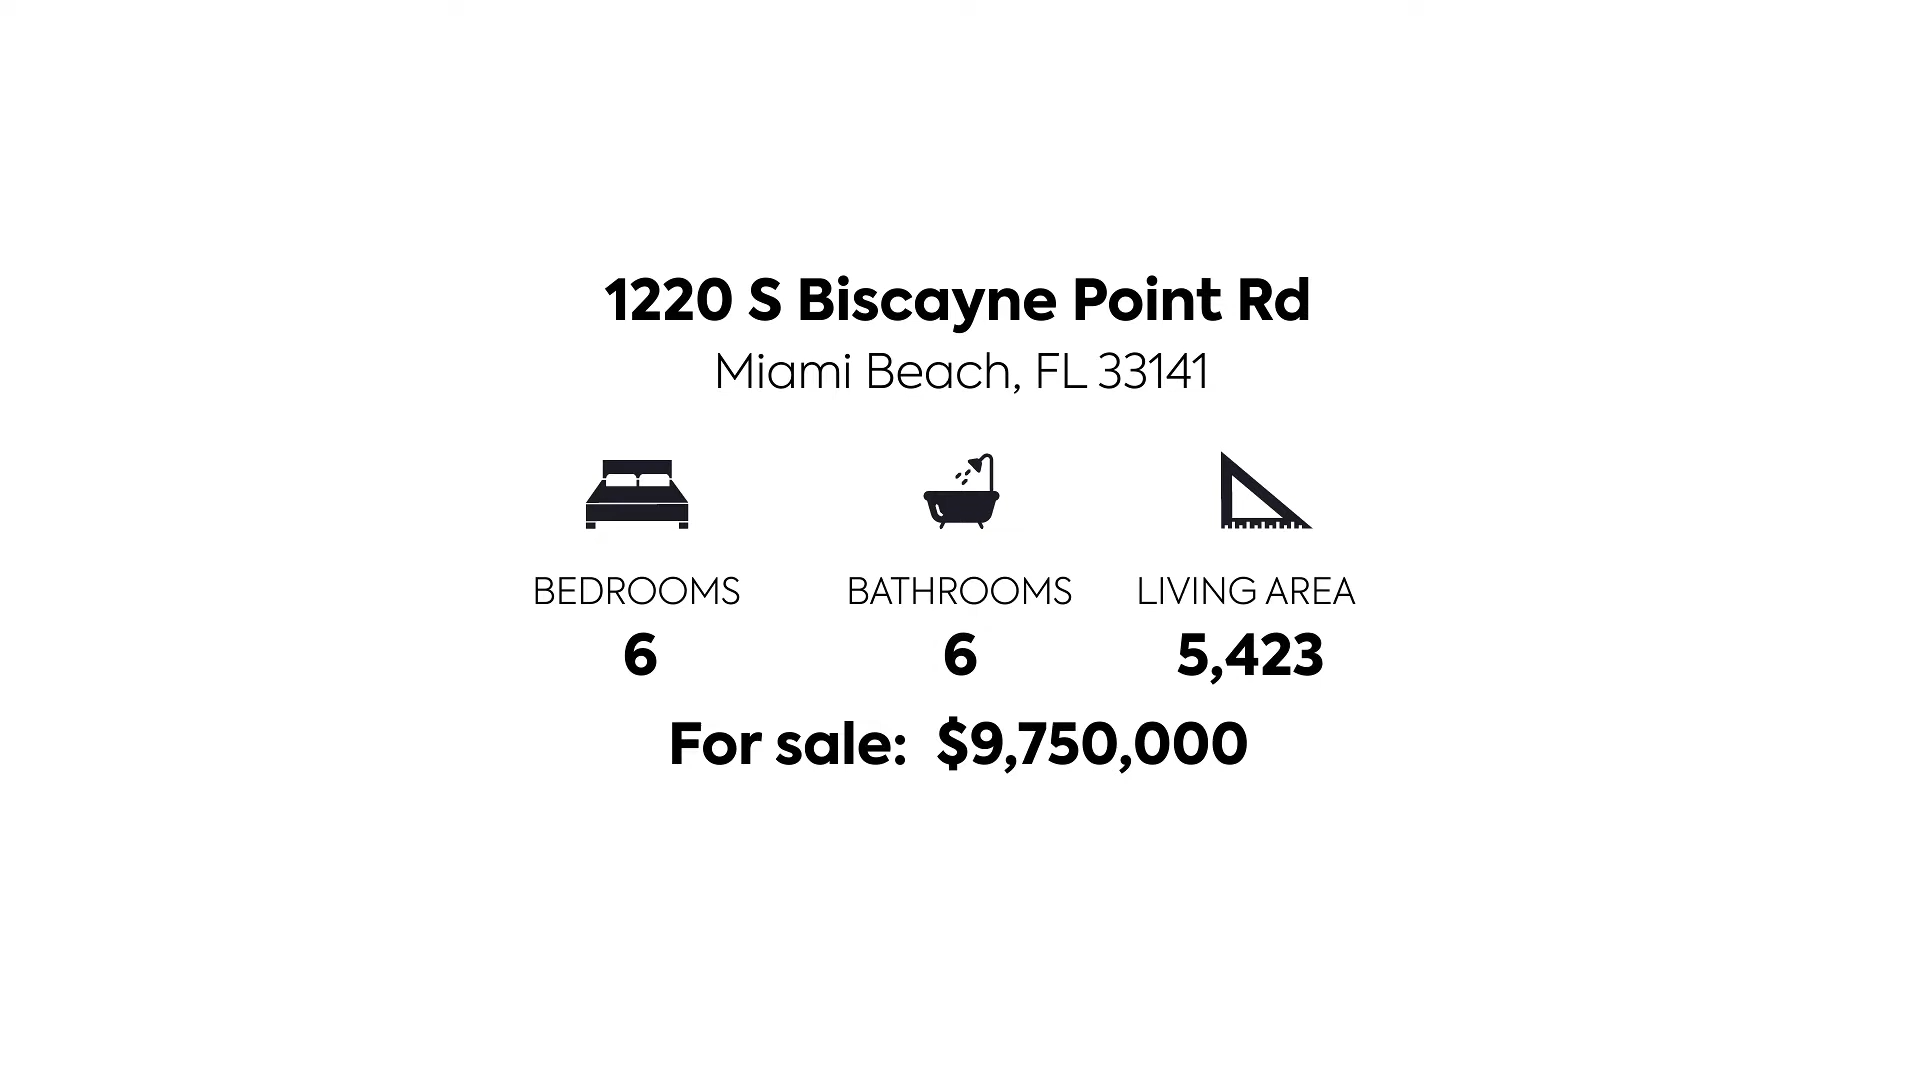 1220 S Biscayne Point Rd
Miami Beach, FL 33141
BEDROOMS BATHROOMS LIVING AREA
6 6 5,423
For sale: $9,750,000